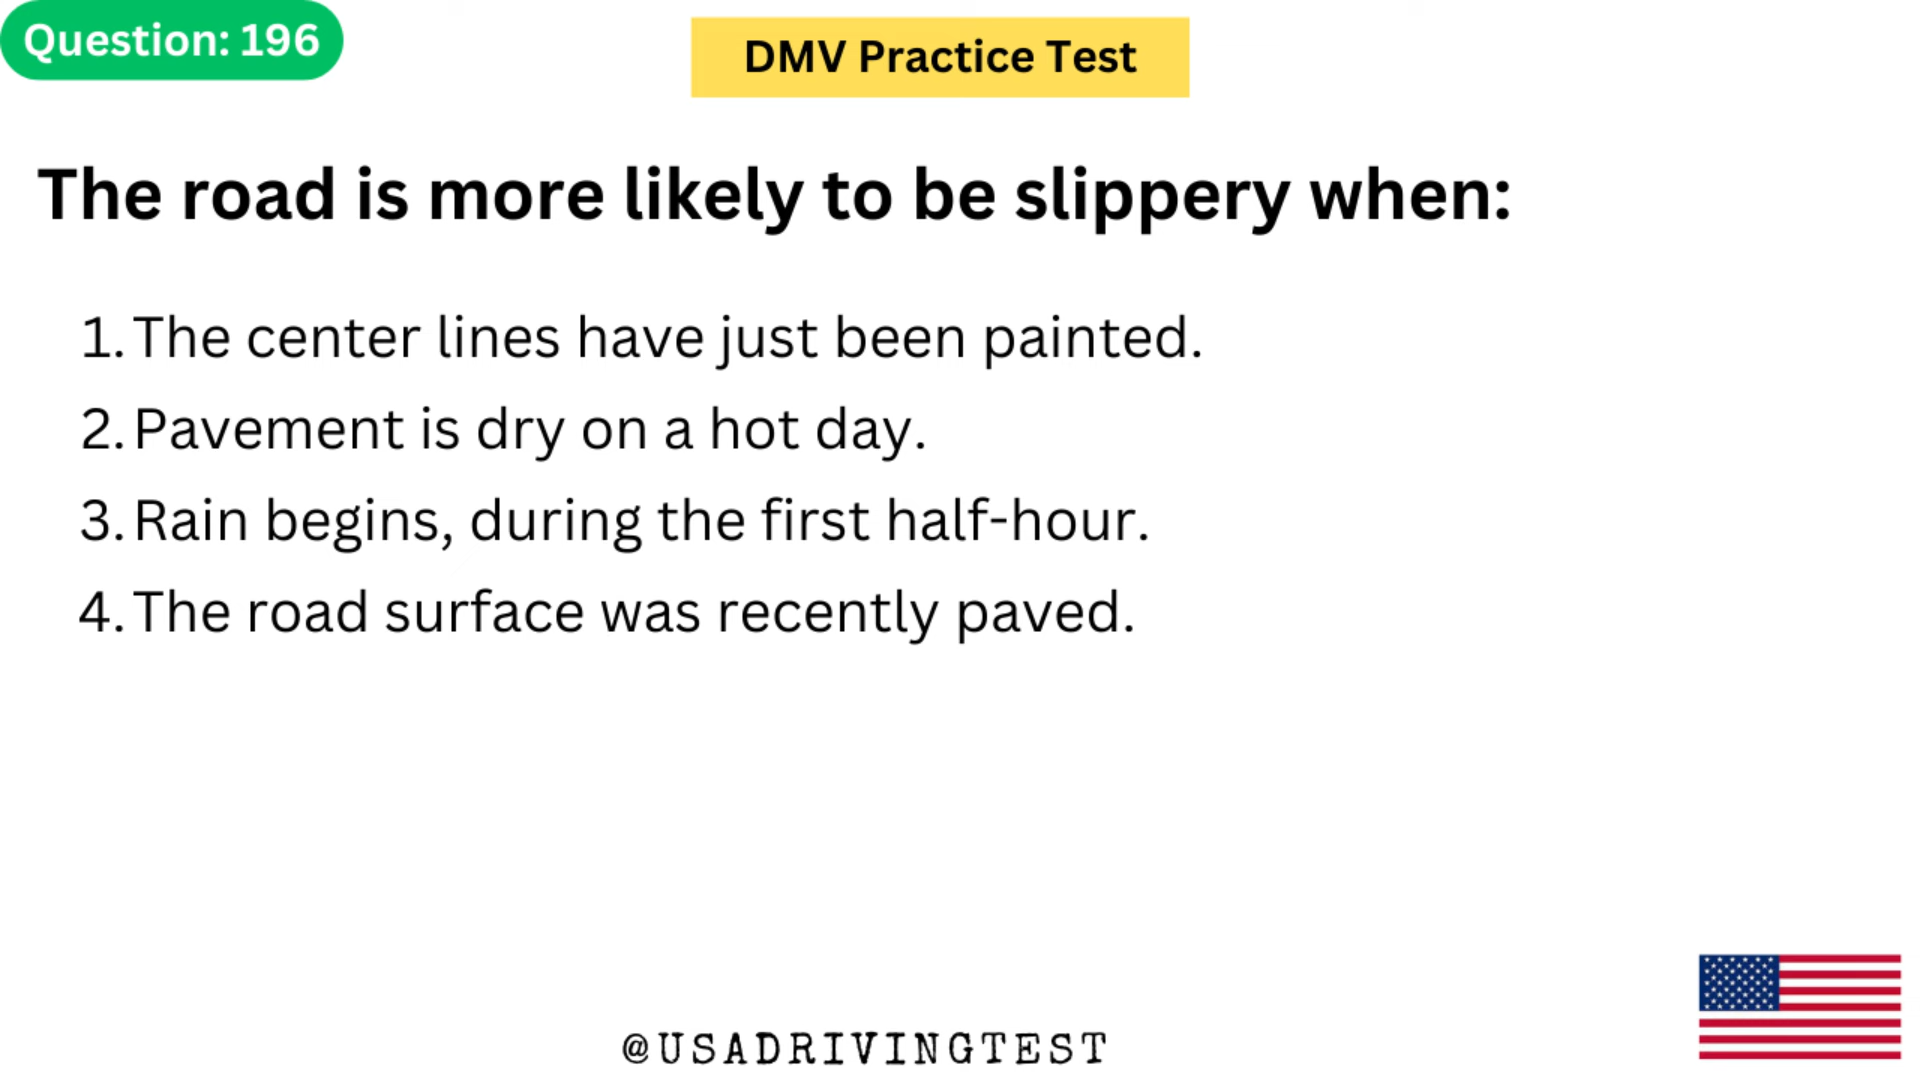 Question: 196
DMV Practice Test
The road is more likely to be slippery when:
1. The center lines have just been painted.
2. Pavement is dry on a hot day.
3. Rain begins, during the first half-hour.
4. The road surface was recently paved.
@USADRIVINGTEST